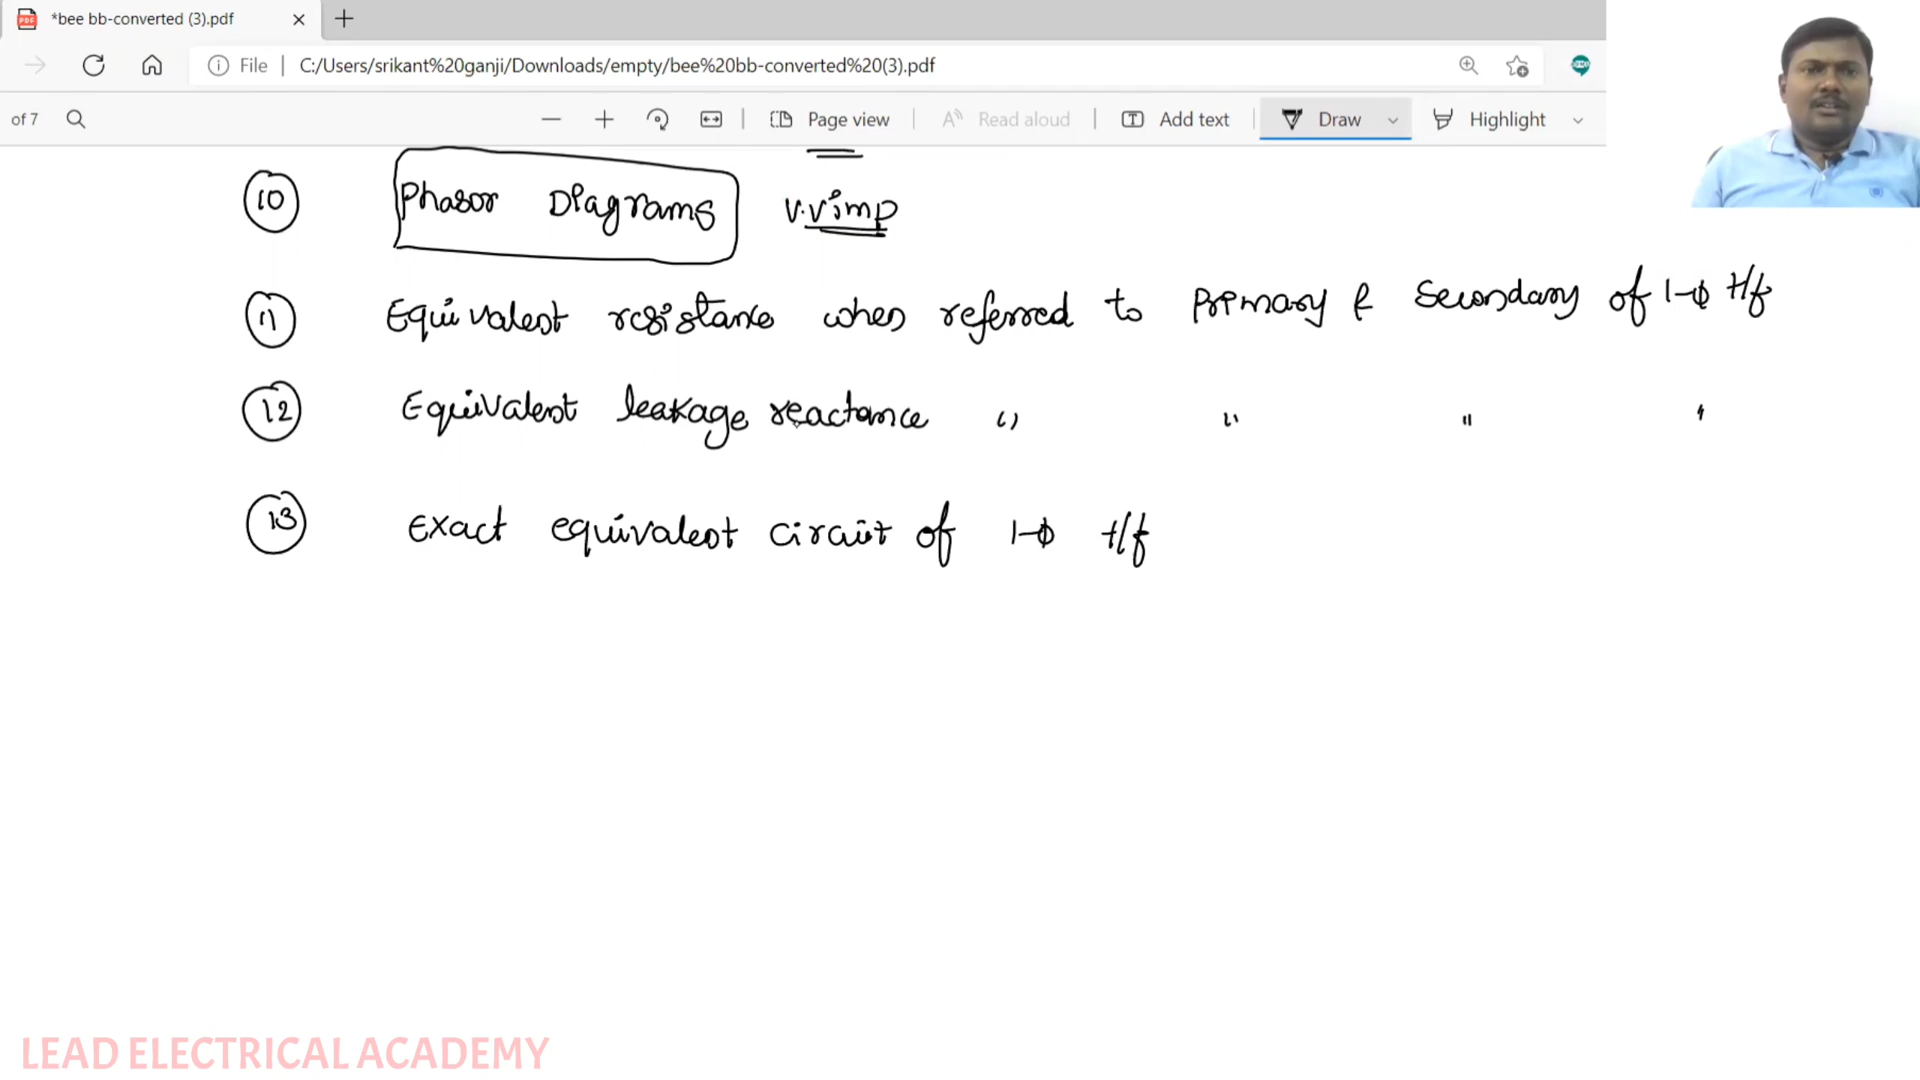 *bee bb-converted (3).pdf
File C:/Users/srikant%20ganji/Downloads/empty/bee%20bb-converted%20(3).pdf
of 7 Page view Read aloud Add text Draw Highlight
10 Phasor Diagrams v.v imp
11 Equivalent resistance when referred to Primary & Secondary of 1-ɸ t/f
12 Equivalent leakage reactance " " " "
13 Exact equivalent circuit of 1-ɸ t/f
LEAD ELECTRICAL ACADEMY